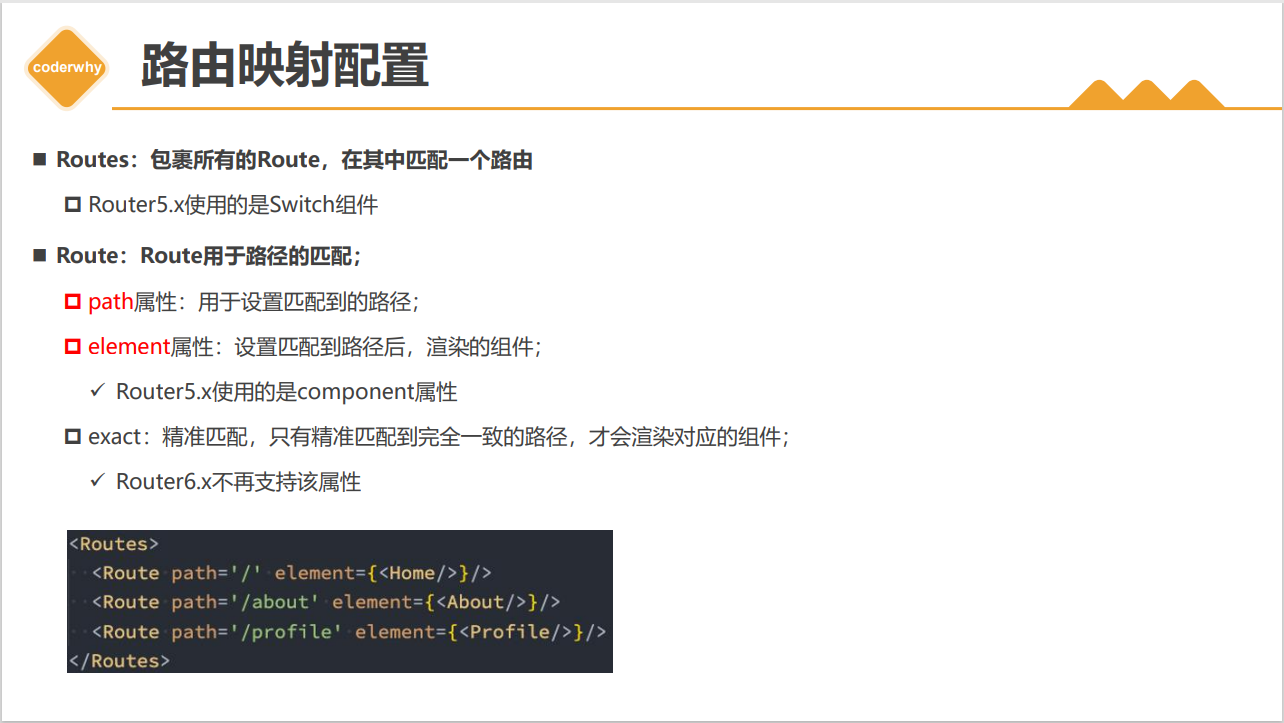 coderwhy
路由映射配置
Routes：包裹所有的Route，在其中匹配一个路由
Router5.x使用的是Switch组件
Route：Route用于路径的匹配；
path属性：用于设置匹配到的路径；
element属性：设置匹配到路径后，渲染的组件；
Router5.x使用的是component属性
exact：精准匹配，只有精准匹配到完全一致的路径，才会渲染对应的组件；
Router6.x不再支持该属性
<Routes>
  <Route path='/' element={<Home/>}/>
  <Route path='/about' element={<About/>}/>
  <Route path='/profile' element={<Profile/>}/>
</Routes>